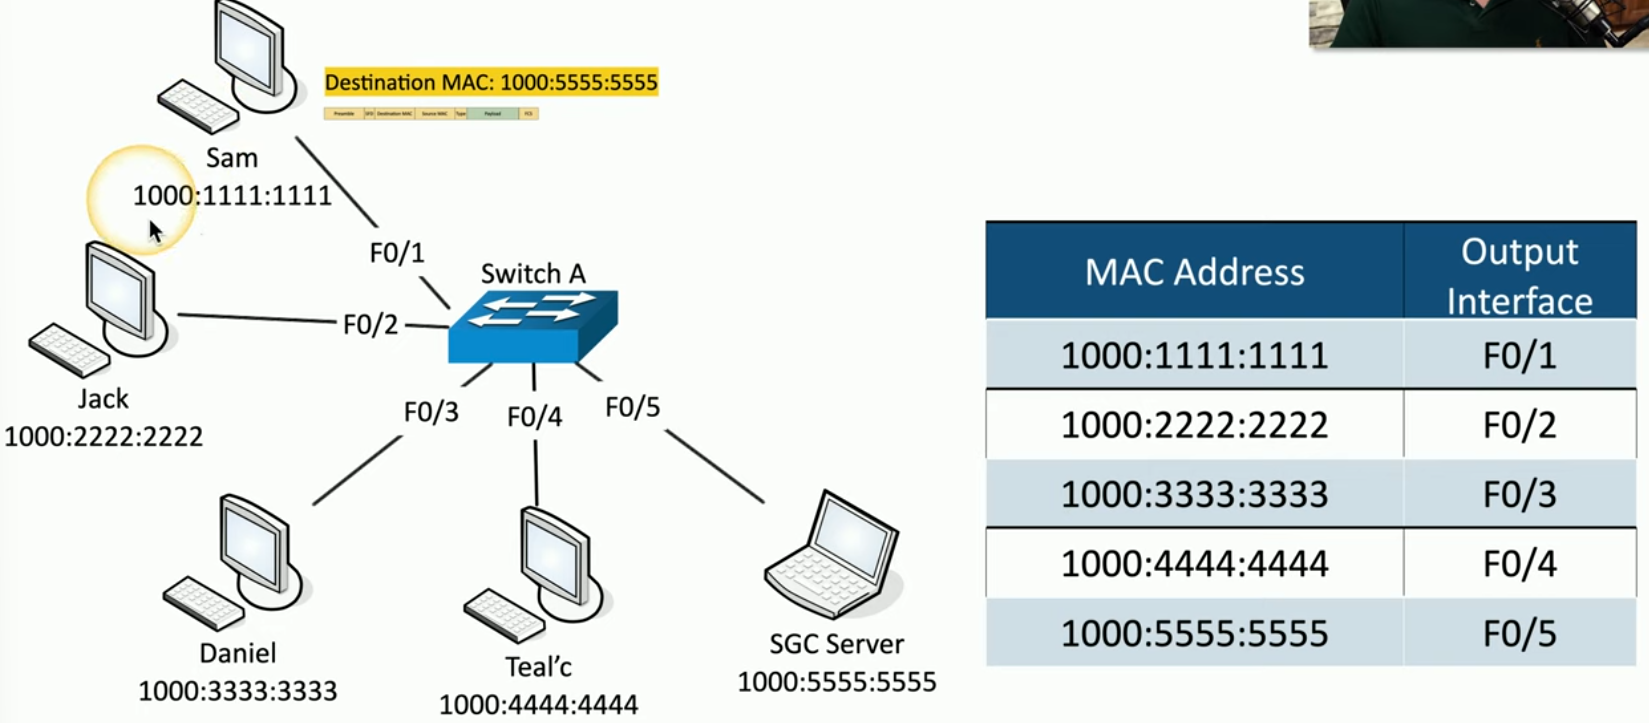 Destination MAC: 1000:5555:5555
Preamble SFD Destination MAC Source MAC Type Payload FCS
Sam
1000:1111:1111
F0/1
Switch A
F0/2
Jack
1000:2222:2222
F0/3
F0/4
F0/5
Daniel
1000:3333:3333
Teal’c
1000:4444:4444
SGC Server
1000:5555:5555
MAC Address Output
Interface
1000:1111:1111 F0/1
1000:2222:2222 F0/2
1000:3333:3333 F0/3
1000:4444:4444 F0/4
1000:5555:5555 F0/5